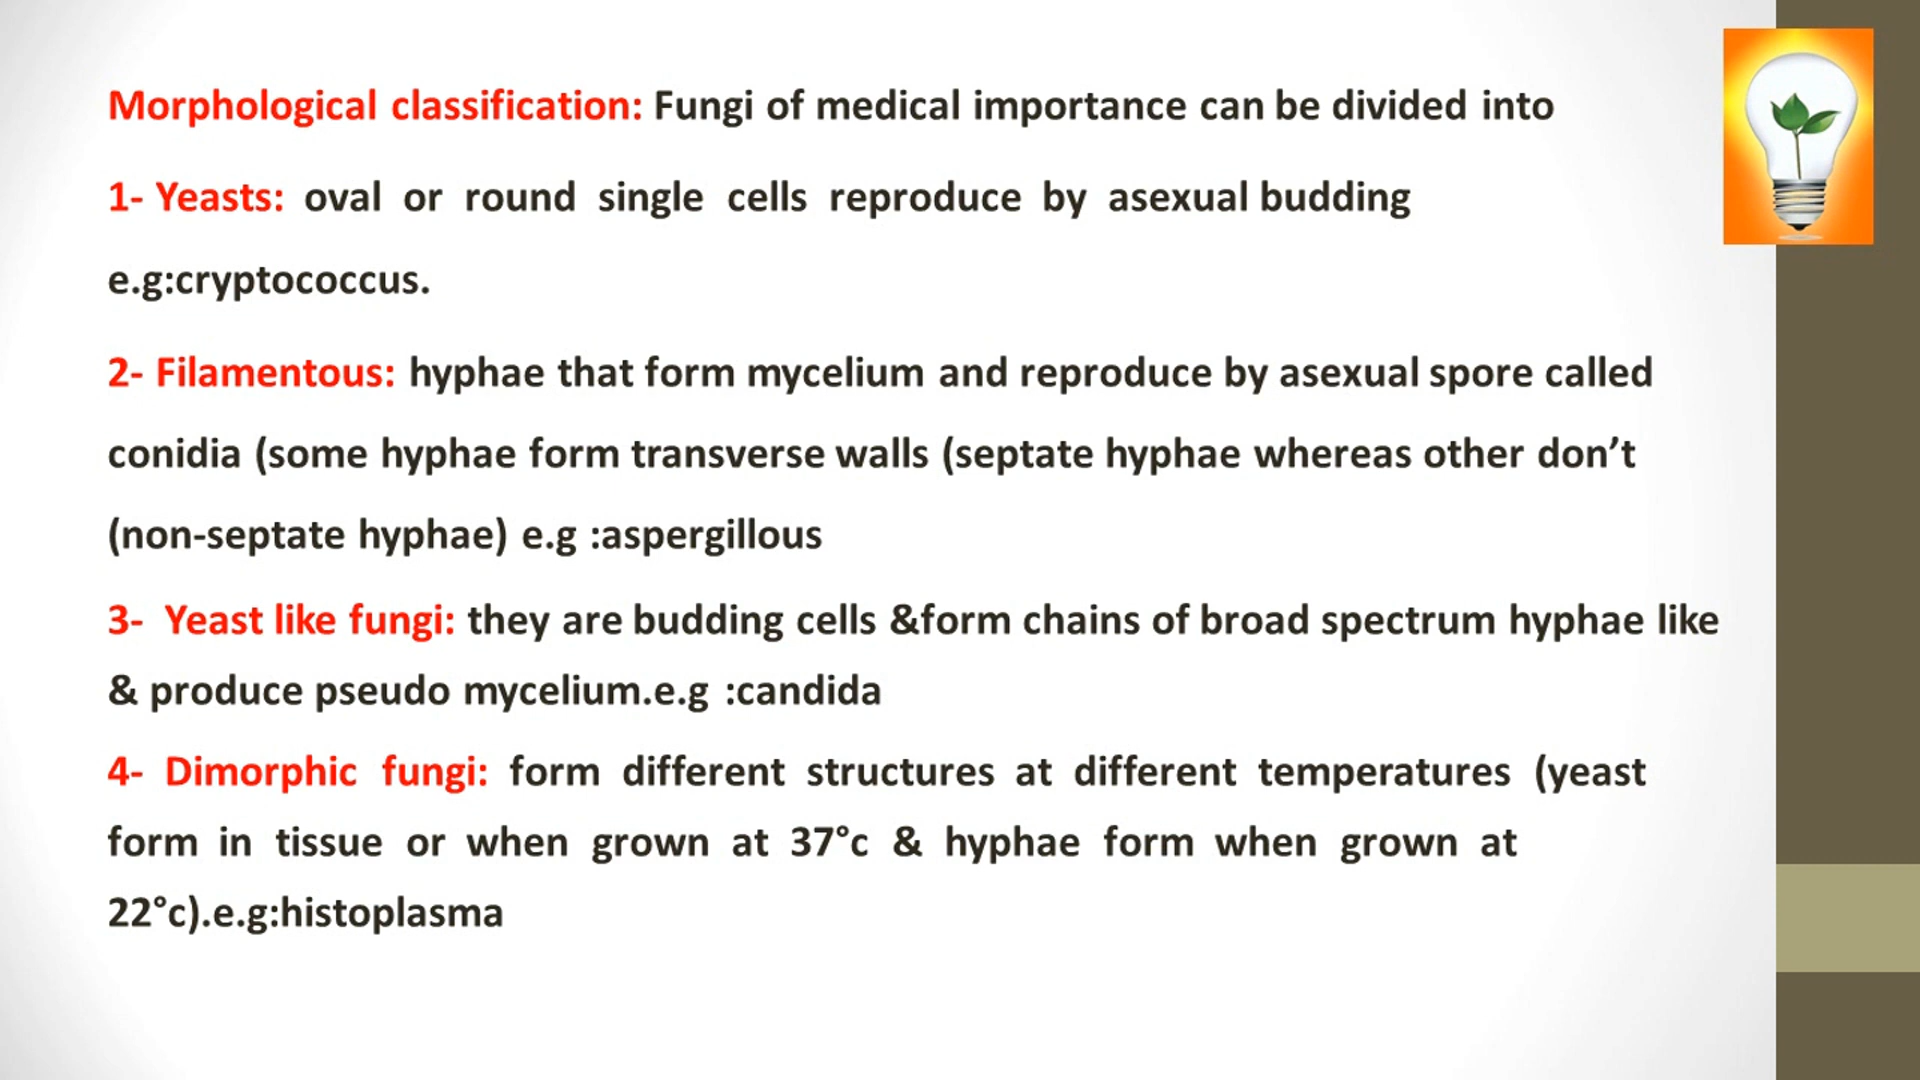 Morphological classification: Fungi of medical importance can be divided into
1- Yeasts: oval or round single cells reproduce by asexual budding
e.g:cryptococcus.
2- Filamentous: hyphae that form mycelium and reproduce by asexual spore called
conidia (some hyphae form transverse walls (septate hyphae whereas other don’t
(non-septate hyphae) e.g :aspergillous
3- Yeast like fungi: they are budding cells &form chains of broad spectrum hyphae like
& produce pseudo mycelium.e.g :candida
4- Dimorphic fungi: form different structures at different temperatures (yeast
form in tissue or when grown at 37°c & hyphae form when grown at
22°c).e.g:histoplasma